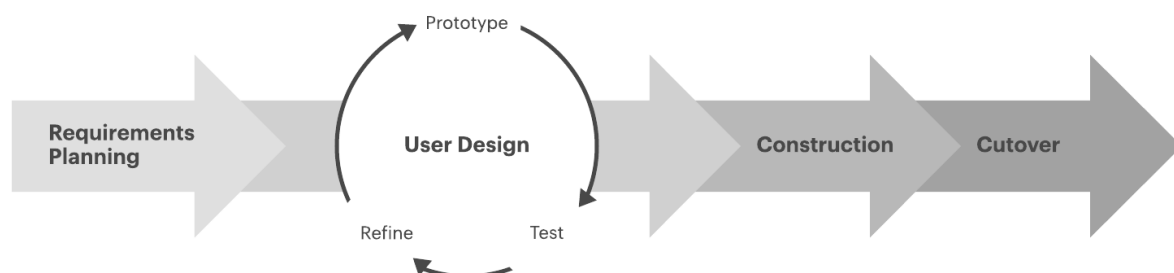 Prototype
Requirements
Planning
User Design
Construction
Cutover
Refine
Test